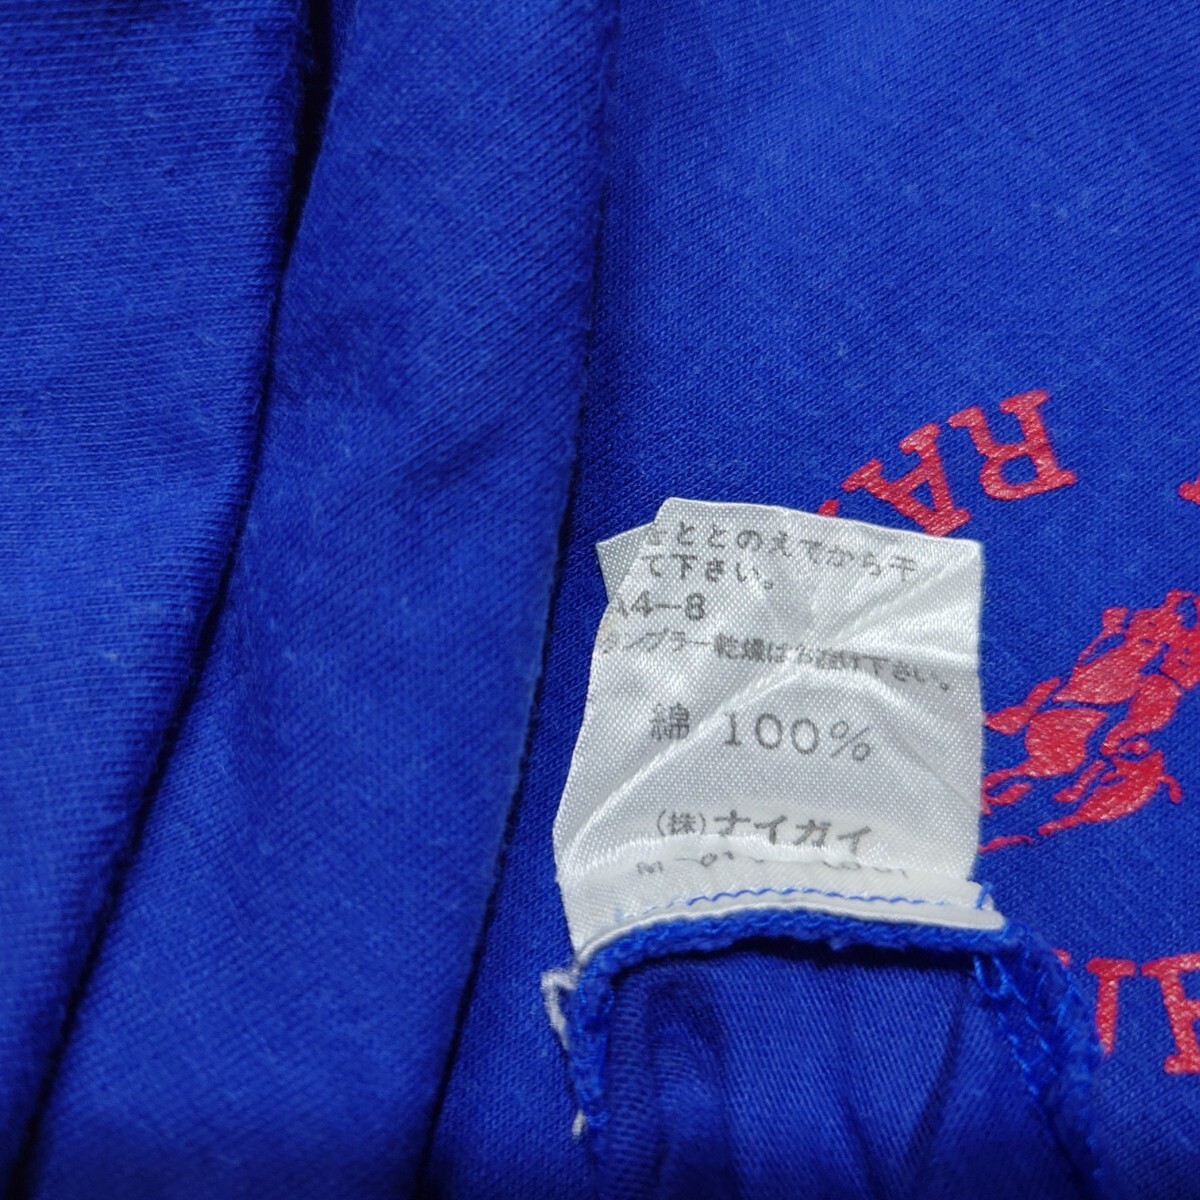 をととのえてから干
て下さい。
A4-8
タンブラー乾燥はお避け下さい。
綿 100%
(株)ナイガイ
RA